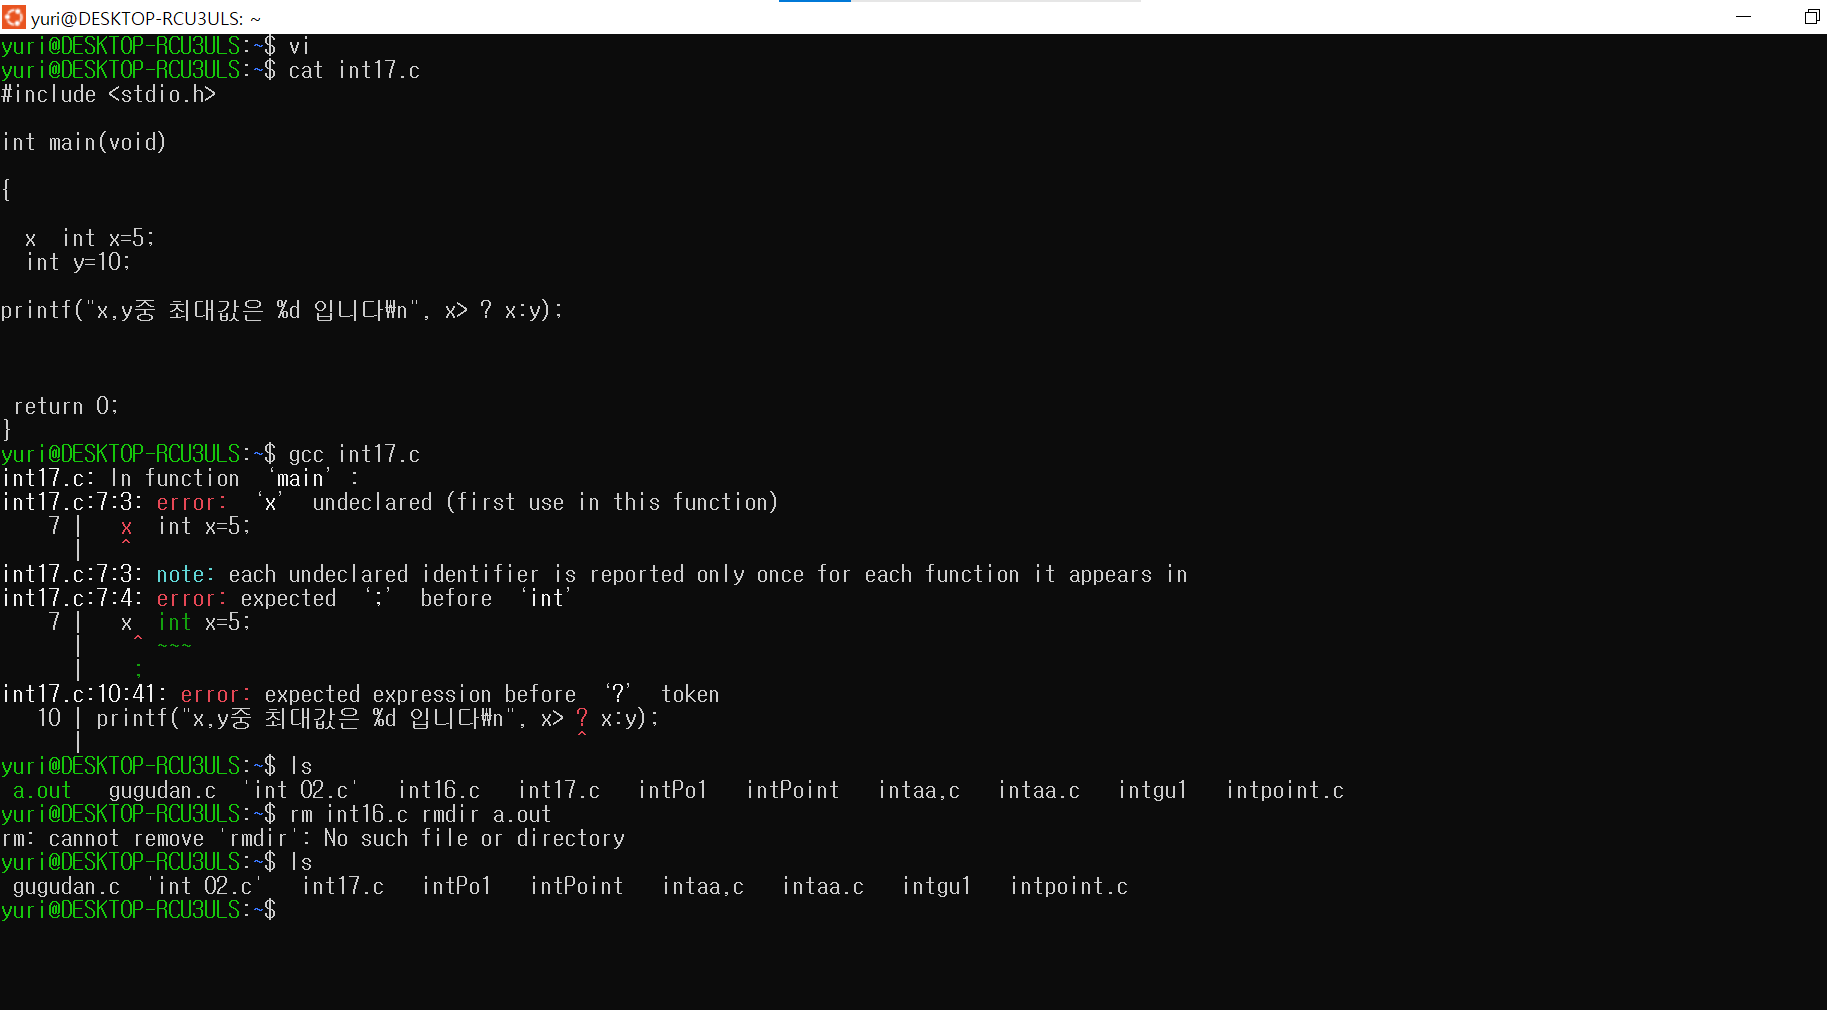 yuri@DESKTOP-RCU3ULS: ~
yuri@DESKTOP-RCU3ULS:~$ vi
yuri@DESKTOP-RCU3ULS:~$ cat int17.c
#include <stdio.h>
int main(void)
{
x  int x=5;
int y=10;
printf("x,y중 최대값은 %d 입니다₩n", x> ? x:y);
return 0;
}
yuri@DESKTOP-RCU3ULS:~$ gcc int17.c
int17.c: In function ‘main’:
int17.c:7:3: error: ‘x’ undeclared (first use in this function)
7 |   x  int x=5;
|   ^
int17.c:7:3: note: each undeclared identifier is reported only once for each function it appears in
int17.c:7:4: error: expected ‘;’ before ‘int’
7 |   x  int x=5;
|    ^ ~~~
|    ;
int17.c:10:41: error: expected expression before ‘?’ token
10 | printf("x,y중 최대값은 %d 입니다₩n", x> ? x:y);
|                                         ^
yuri@DESKTOP-RCU3ULS:~$ ls
a.out   gugudan.c  'int 02.c'   int16.c   int17.c   intPo1   intPoint   intaa,c   intaa.c   intgu1   intpoint.c
yuri@DESKTOP-RCU3ULS:~$ rm int16.c rmdir a.out
rm: cannot remove 'rmdir': No such file or directory
yuri@DESKTOP-RCU3ULS:~$ ls
gugudan.c  'int 02.c'   int17.c   intPo1   intPoint   intaa,c   intaa.c   intgu1   intpoint.c
yuri@DESKTOP-RCU3ULS:~$